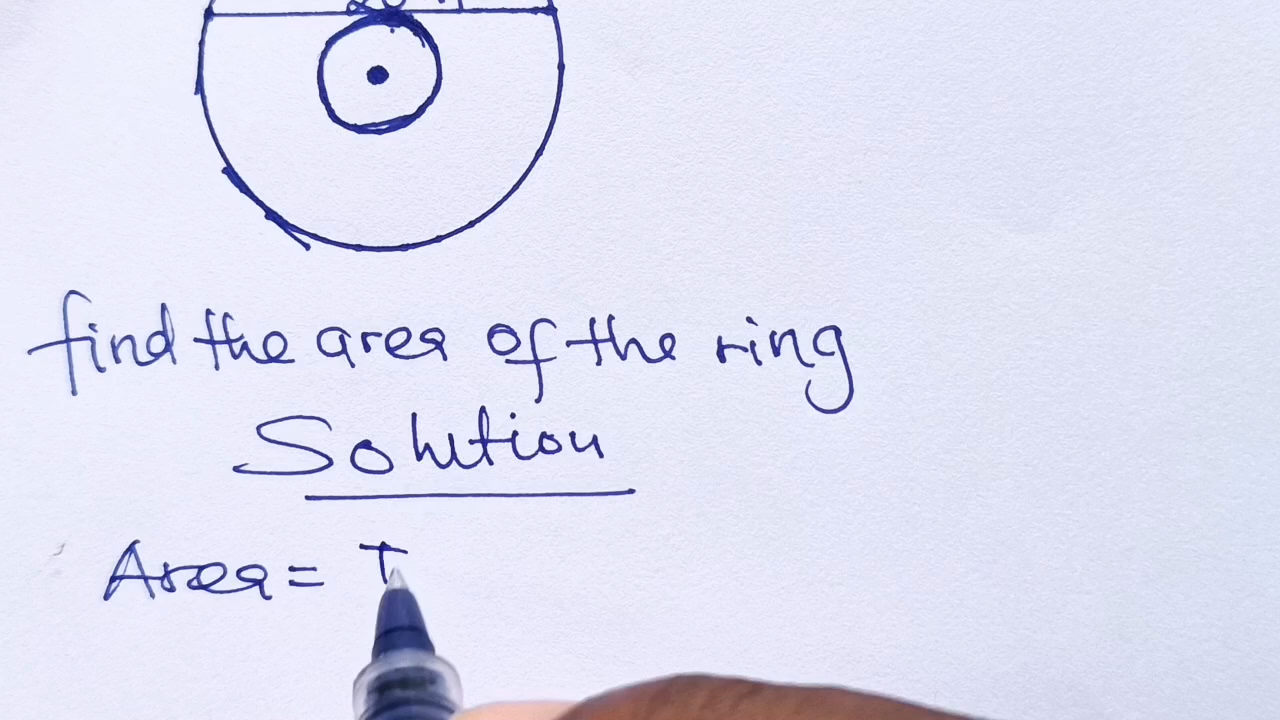 find the area of the ring
Solution
Area =